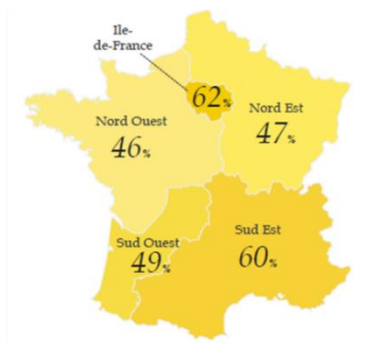 Ile-
de-France
62%
Nord Est
47%
Nord Ouest
46%
Sud Ouest
49%
Sud Est
60%